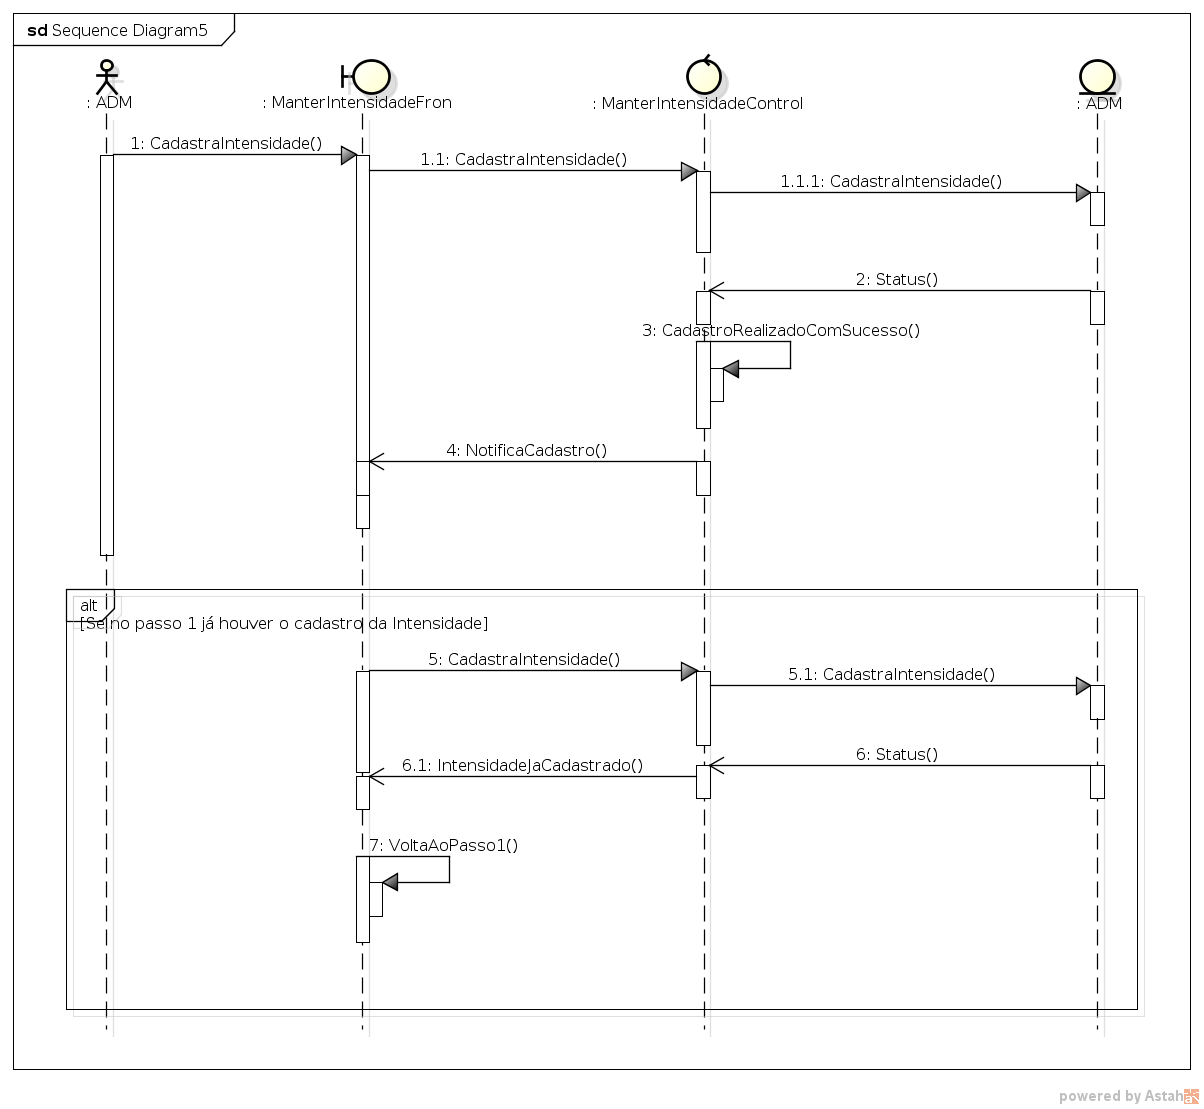 sd Sequence Diagram5
: ADM
: ManterIntensidadeFron
: ManterIntensidadeControl
: ADM
1: CadastraIntensidade()
1.1: CadastraIntensidade()
1.1.1: CadastraIntensidade()
2: Status()
3: CadastroRealizadoComSucesso()
4: NotificaCadastro()
alt
[Se no passo 1 já houver o cadastro da Intensidade]
5: CadastraIntensidade()
5.1: CadastraIntensidade()
6: Status()
6.1: IntensidadeJaCadastrado()
7: VoltaAoPasso1()
powered by Astah